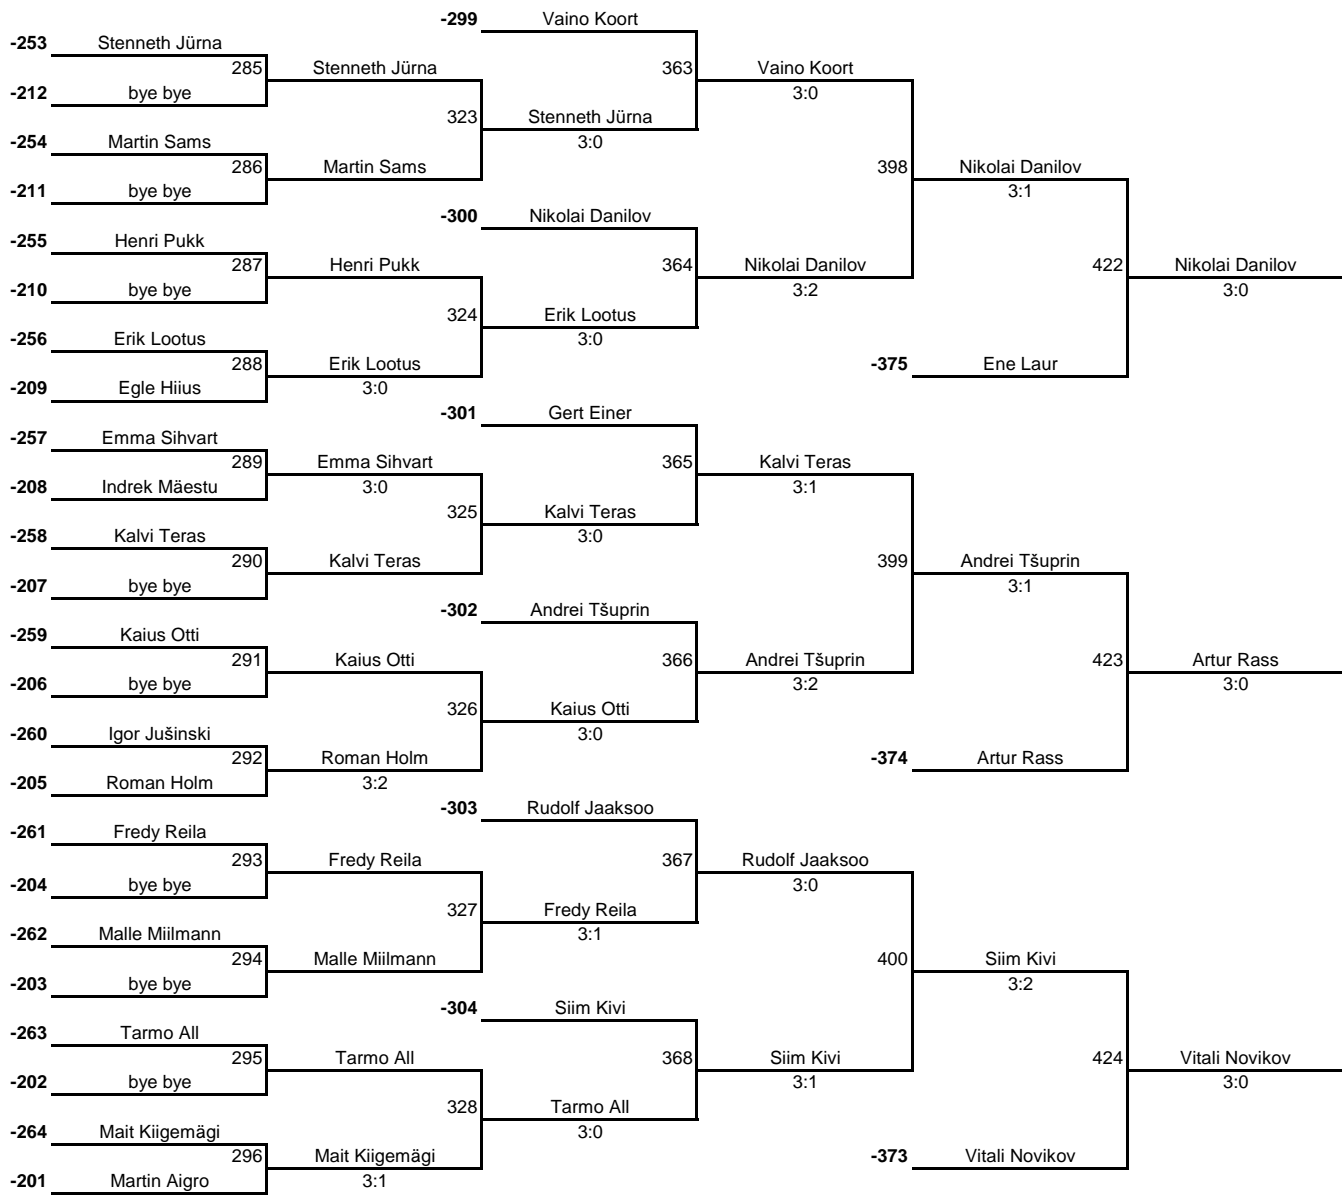 -299 Vaino Koort
-253 Stenneth Jürna
285 Stenneth Jürna 363 Vaino Koort
-212 bye bye 3:0
323 Stenneth Jürna
-254 Martin Sams 3:0
286 Martin Sams 398 Nikolai Danilov
-211 bye bye 3:1
-300 Nikolai Danilov
-255 Henri Pukk
287 Henri Pukk 364 Nikolai Danilov 422 Nikolai Danilov
-210 bye bye 3:2 3:0
324 Erik Lootus
-256 Erik Lootus 3:0
288 Erik Lootus -375 Ene Laur
-209 Egle Hiius 3:0
-301 Gert Einer
-257 Emma Sihvart
289 Emma Sihvart 365 Kalvi Teras
-208 Indrek Mäestu 3:0 3:1
325 Kalvi Teras
-258 Kalvi Teras 3:0
290 Kalvi Teras 399 Andrei Tšuprin
-207 bye bye 3:1
-302 Andrei Tšuprin
-259 Kaius Otti
291 Kaius Otti 366 Andrei Tšuprin 423 Artur Rass
-206 bye bye 3:2 3:0
326 Kaius Otti
-260 Igor Jušinski 3:0
292 Roman Holm -374 Artur Rass
-205 Roman Holm 3:2
-303 Rudolf Jaaksoo
-261 Fredy Reila
293 Fredy Reila 367 Rudolf Jaaksoo
-204 bye bye 3:0
327 Fredy Reila
-262 Malle Miilmann 3:1
294 Malle Miilmann 400 Siim Kivi
-203 bye bye 3:2
-304 Siim Kivi
-263 Tarmo All
295 Tarmo All 368 Siim Kivi 424 Vitali Novikov
-202 bye bye 3:1 3:0
328 Tarmo All
-264 Mait Kiigemägi 3:0
296 Mait Kiigemägi -373 Vitali Novikov
-201 Martin Aigro 3:1